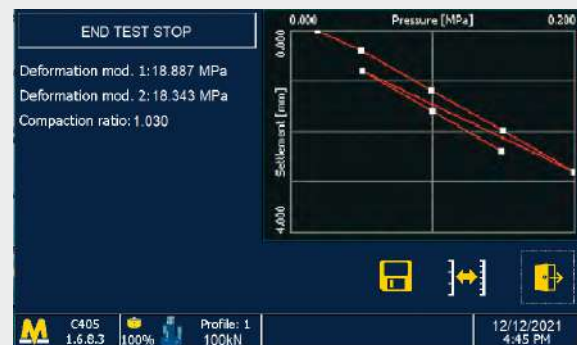 END TEST STOP
Deformation mod. 1:18.887 MPa
Deformation mod. 2:18.343 MPa
Compaction ratio:1.030
0.000 Pressure [MPa] 0.200
0.000
Settlement [mm]
4.000
C405
1.6.8.3
100%
Profile: 1
100kN
12/12/2021
4:45 PM